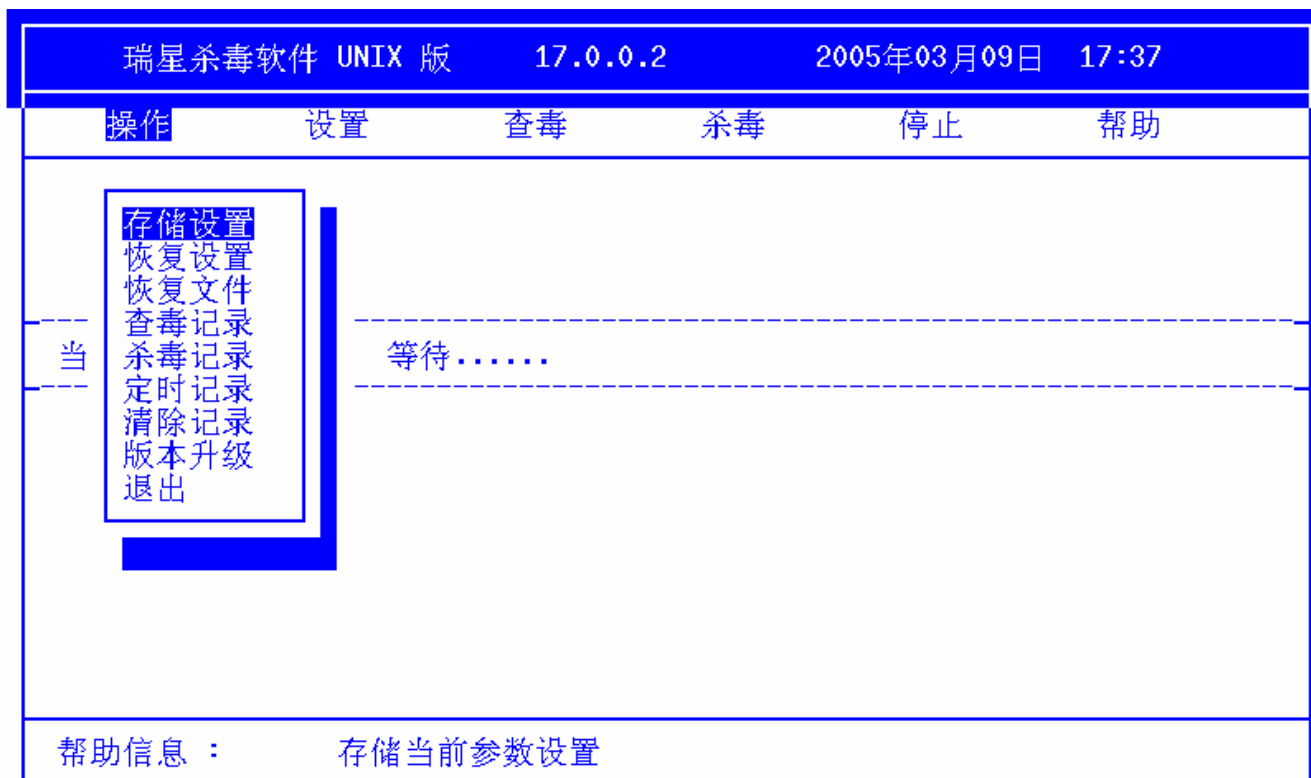 瑞星杀毒软件 UNIX 版 17.0.0.2 2005年03月09日 17:37
操作 设置 查毒 杀毒 停止 帮助
存储设置
恢复设置
恢复文件
查毒记录
当 杀毒记录 等待......
定时记录
清除记录
版本升级
退出
帮助信息 : 存储当前参数设置